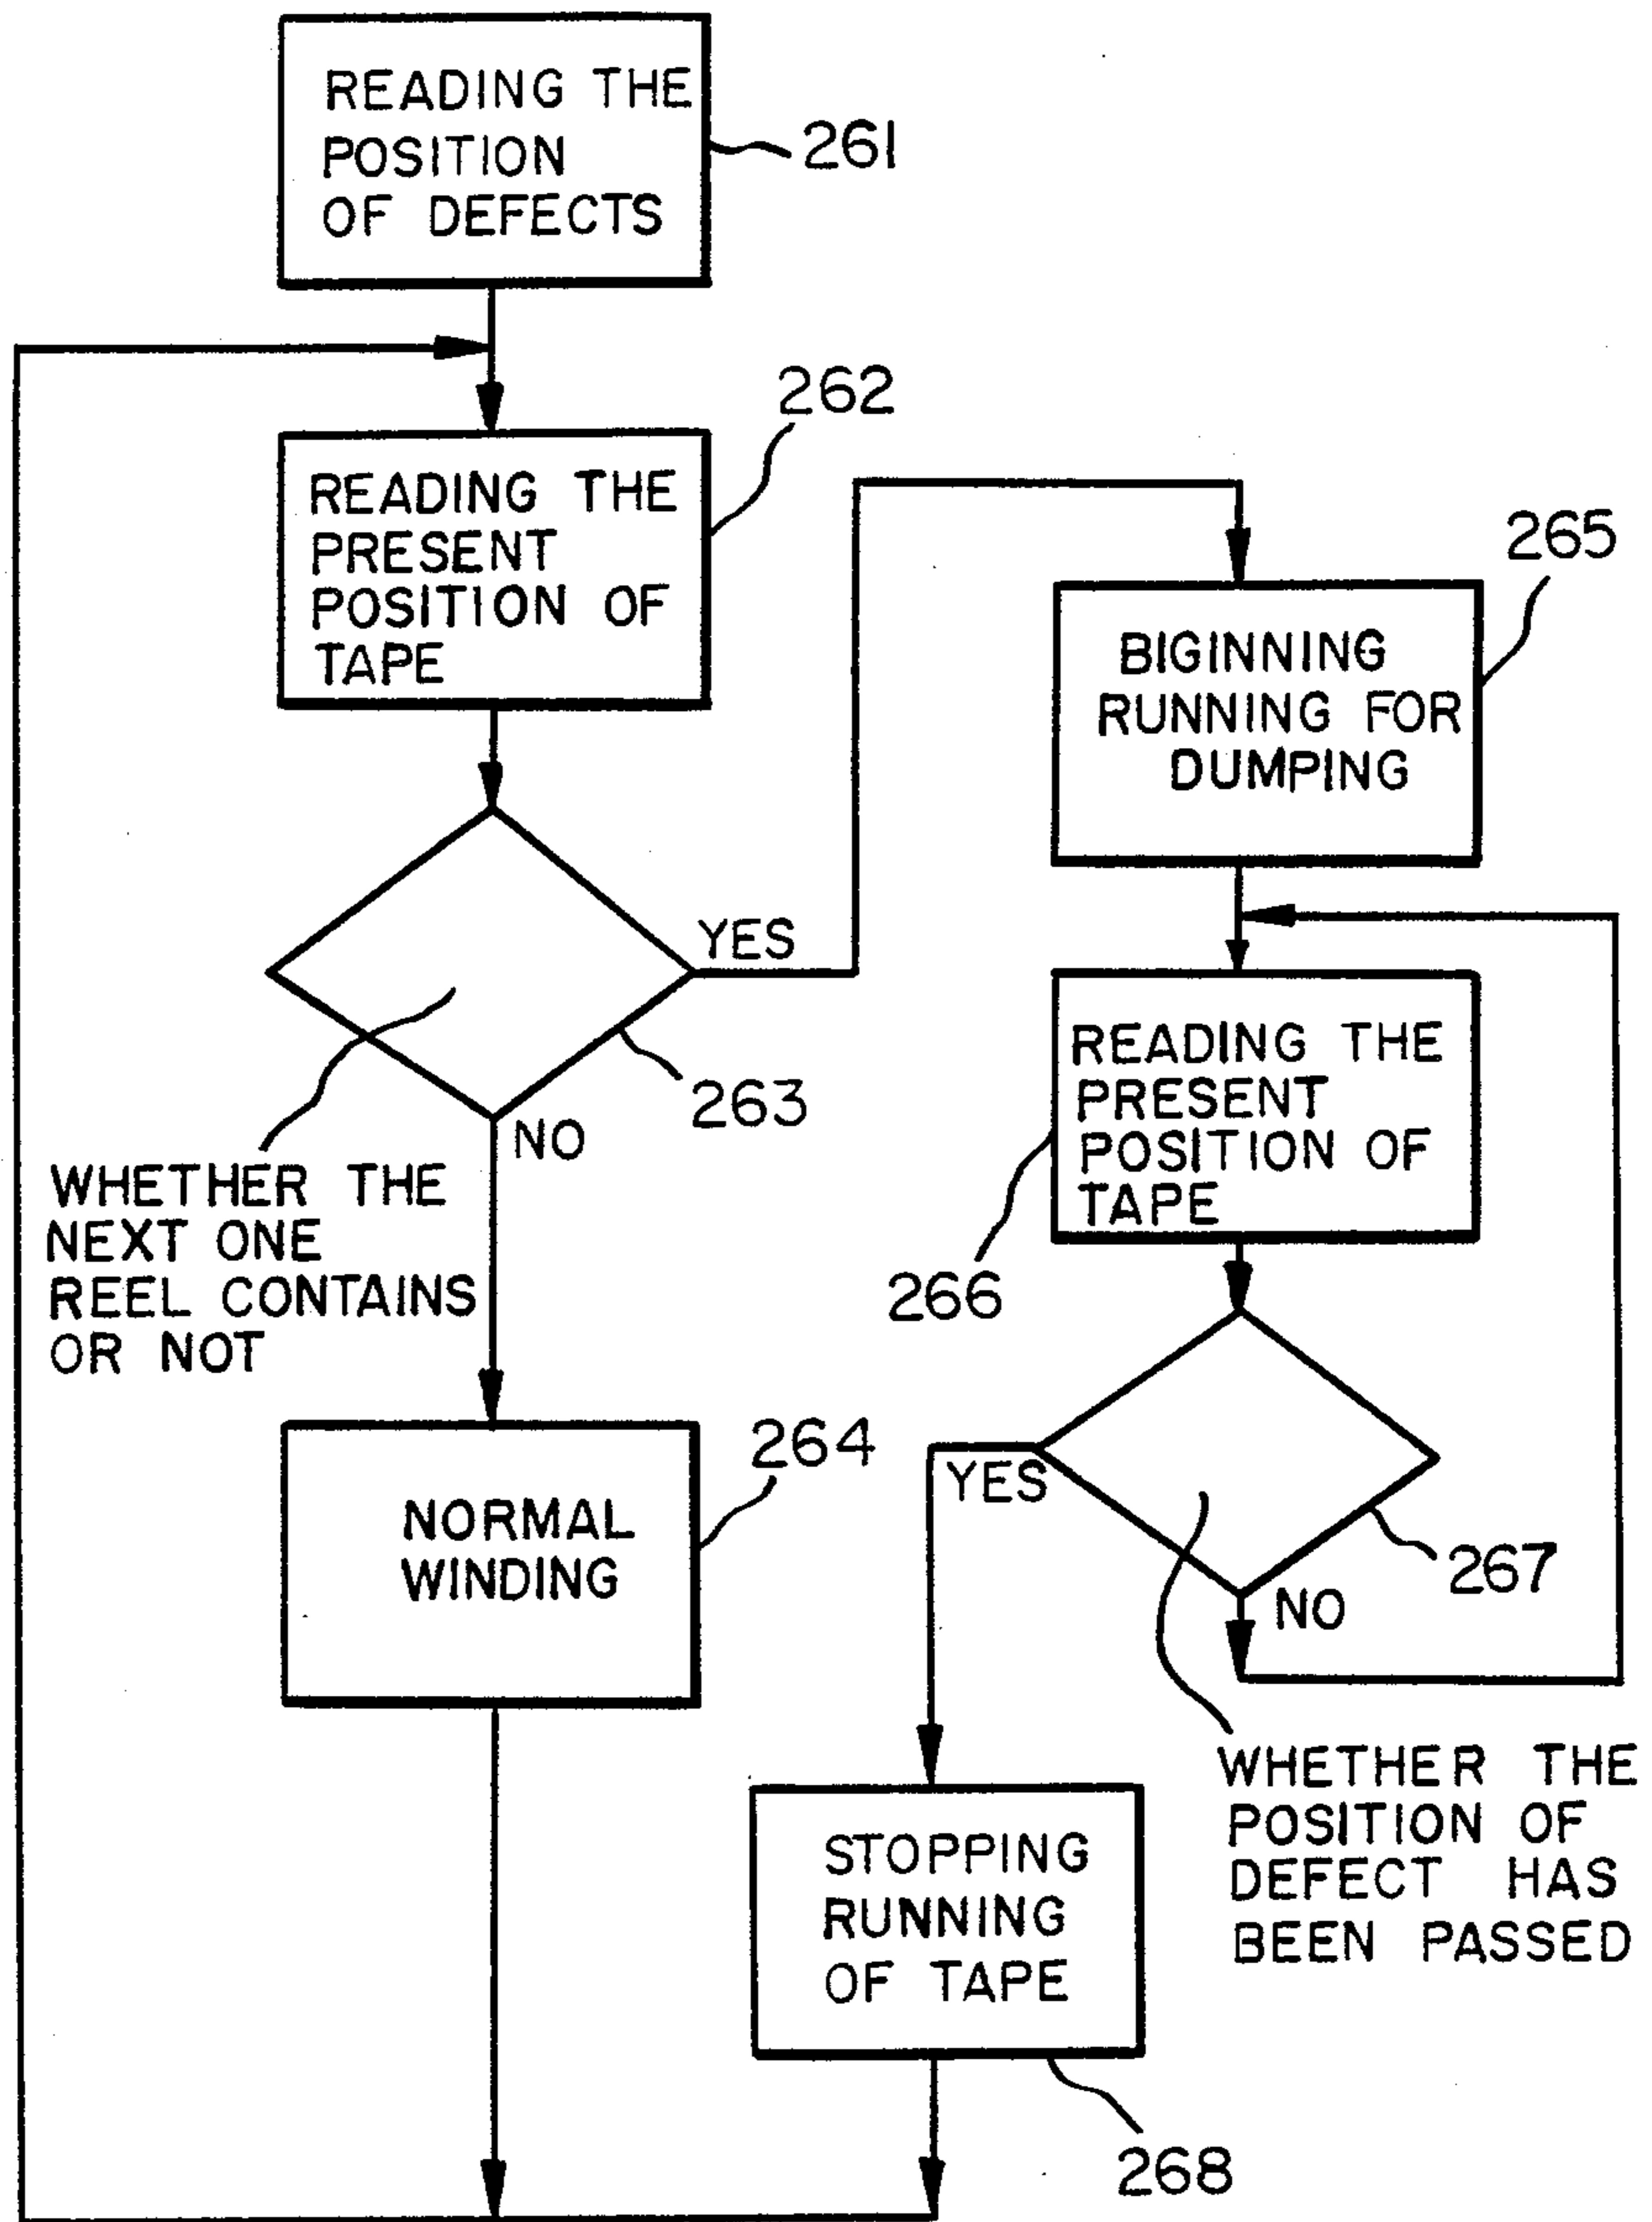 READING THE
POSITION
OF DEFECTS
261
262
READING THE
PRESENT
POSITION OF
TAPE
YES
263
NO
WHETHER THE
NEXT ONE
REEL CONTAINS
OR NOT
264
NORMAL
WINDING
265
BIGINNING
RUNNING FOR
DUMPING
READING THE
PRESENT
POSITION OF
TAPE
266
YES
267
NO
WHETHER THE
POSITION OF
DEFECT HAS
BEEN PASSED
STOPPING
RUNNING
OF TAPE
268